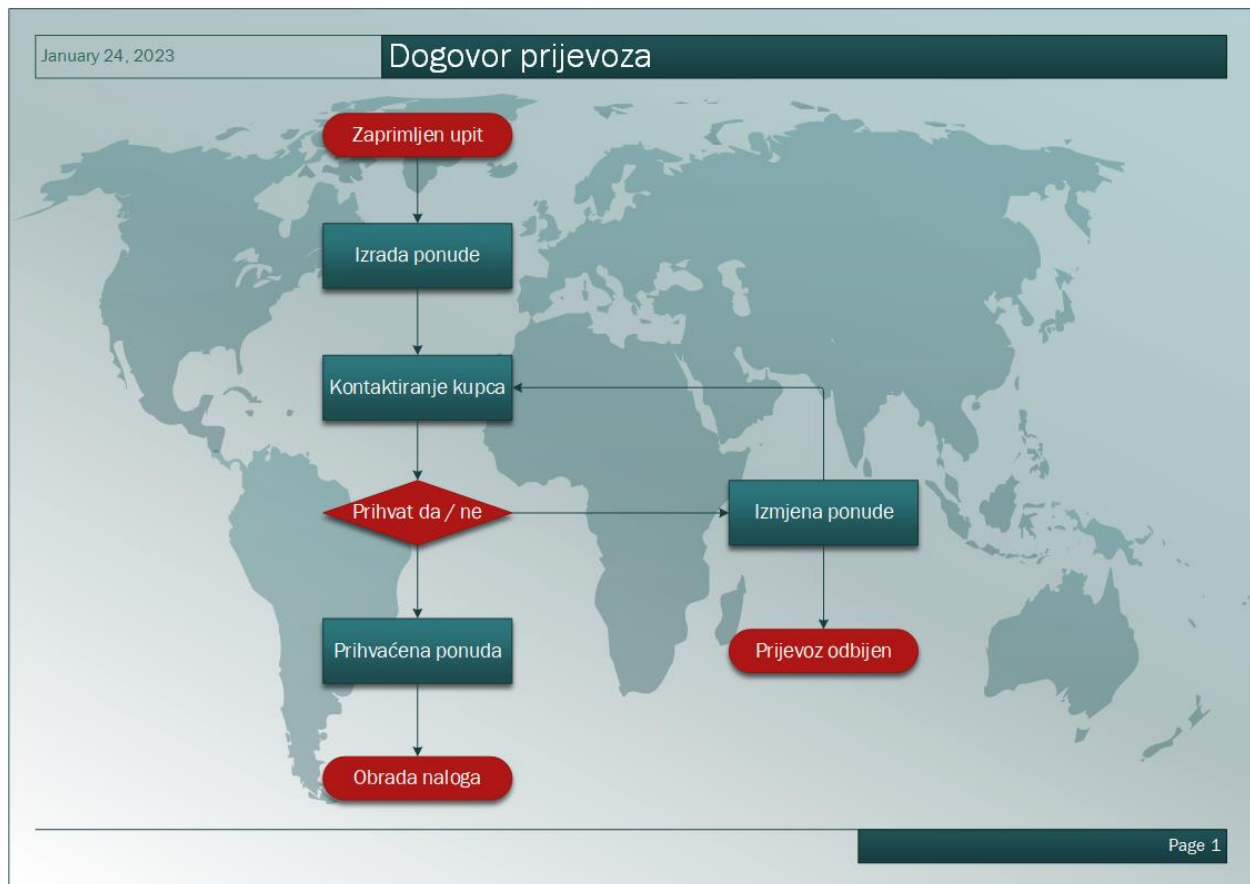 January 24, 2023
Dogovor prijevoza
Zaprimljen upit
Izrada ponude
Kontaktiranje kupca
Prihvat da / ne
Izmjena ponude
Prihvaćena ponuda
Prijevoz odbijen
Obrada naloga
Page 1